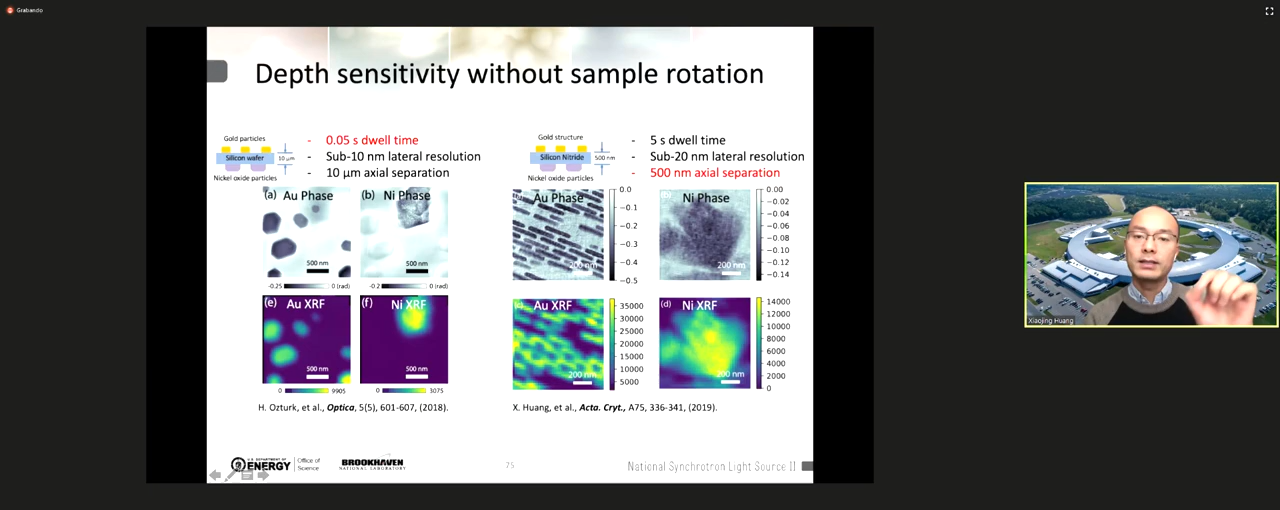 Grabando
Depth sensitivity without sample rotation
Gold particles
Silicon wafer
10 µm
Nickel oxide particles
- 0.05 s dwell time
- Sub-10 nm lateral resolution
- 10 µm axial separation
Gold structure
Silicon Nitride
500 nm
Nickel oxide particles
- 5 s dwell time
- Sub-20 nm lateral resolution
- 500 nm axial separation
(a) Au Phase
500 nm
-0.25 0 (rad)
(b) Ni Phase
500 nm
-0.2 0 (rad)
Au Phase
200 nm
0.0
−0.1
−0.2
−0.3
−0.4
−0.5
Ni Phase
200 nm
0.00
−0.02
−0.04
−0.06
−0.08
−0.10
−0.12
−0.14
(e) Au XRF
500 nm
0 9905
(f) Ni XRF
500 nm
0 3075
Au XRF
200 nm
35000
30000
25000
20000
15000
10000
5000
(d) Ni XRF
200 nm
14000
12000
10000
8000
6000
4000
2000
0
H. Ozturk, et al., Optica, 5(5), 601-607, (2018).
X. Huang, et al., Acta. Cryt., A75, 336-341, (2019).
U.S. DEPARTMENT OF
ENERGY
Office of
Science
BROOKHAVEN
NATIONAL LABORATORY
75
National Synchrotron Light Source II
Xiaojing Huang